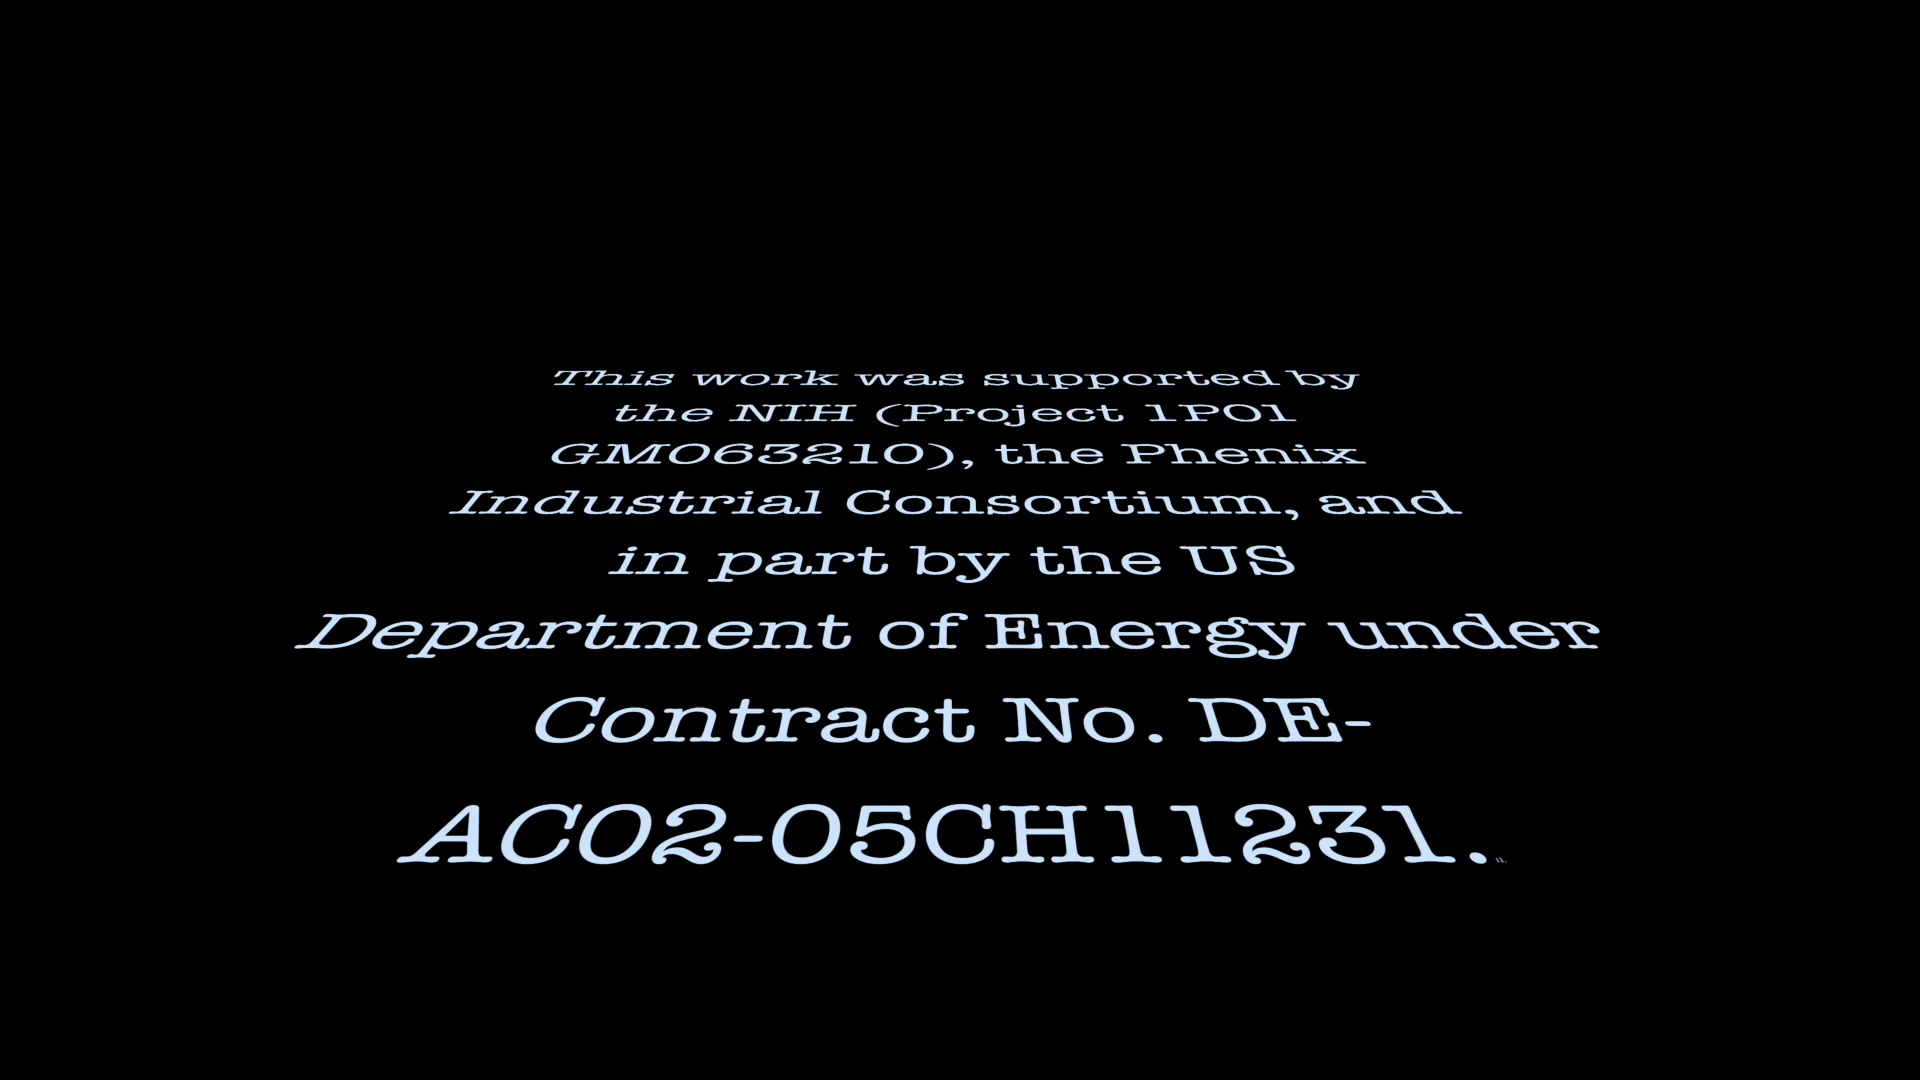 This work was supported by
the NIH (Project 1P01
GM063210), the Phenix
Industrial Consortium, and
in part by the US
Department of Energy under
Contract No. DE-
AC02-05CH11231.